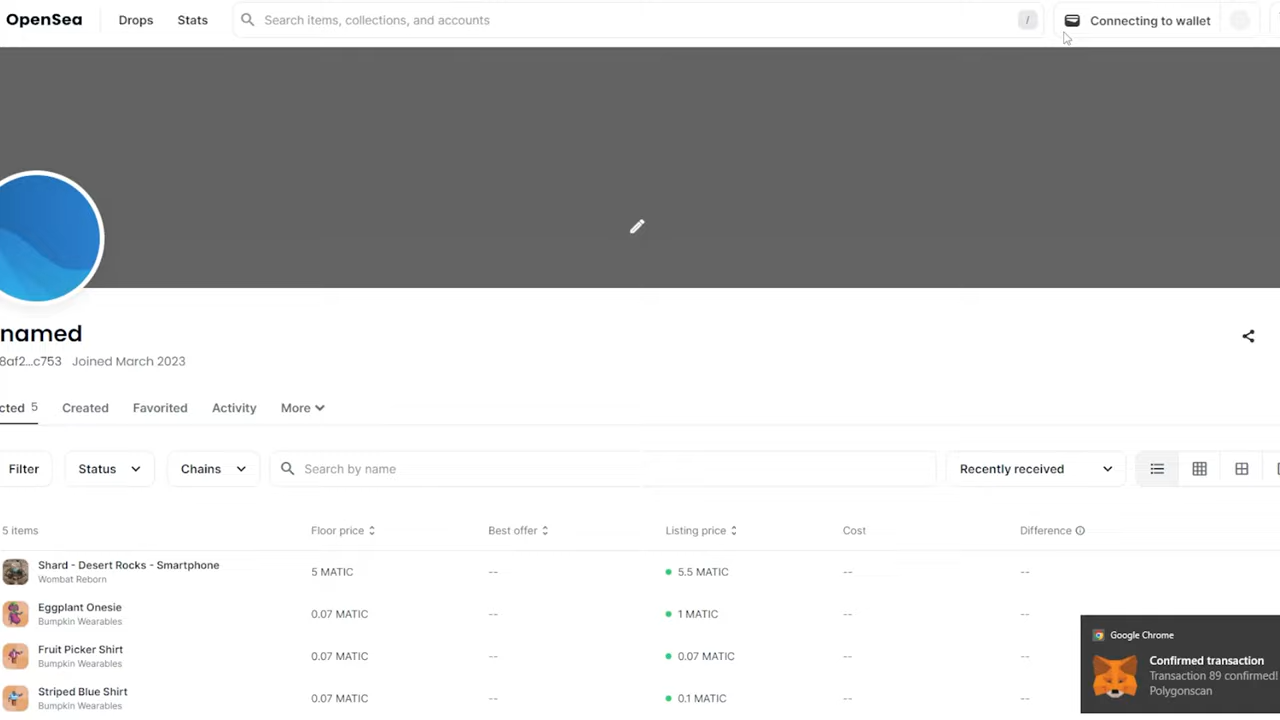 OpenSea Drops Stats Search items, collections, and accounts / Connecting to wallet
named
8af2...c753 Joined March 2023
cted 5 Created Favorited Activity More
Filter Status Chains Search by name Recently received
5 items Floor price Best offer Listing price Cost Difference
Shard - Desert Rocks - Smartphone
Wombat Reborn
5 MATIC -- 5.5 MATIC -- --
Eggplant Onesie
Bumpkin Wearables
0.07 MATIC -- 1 MATIC -- --
Fruit Picker Shirt
Bumpkin Wearables
0.07 MATIC -- 0.07 MATIC -- --
Striped Blue Shirt
Bumpkin Wearables
0.07 MATIC -- 0.1 MATIC -- --
Google Chrome
Confirmed transaction
Transaction 89 confirmed!
Polygonscan